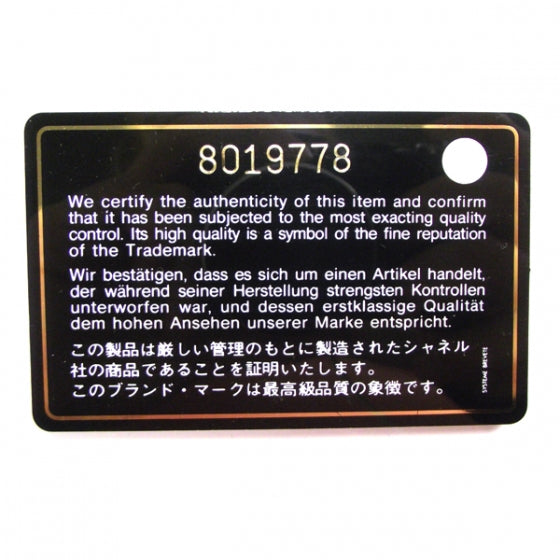 8019778
We certify the authenticity of this item and confirm
that it has been subjected to the most exacting quality
control. Its high quality is a symbol of the fine reputation
of the Trademark.
Wir bestätigen, dass es sich um einen Artikel handelt,
der während seiner Herstellung strengsten Kontrollen
unterworfen war, und dessen erstklassige Qualität
dem hohen Ansehen unserer Marke entspricht.
この製品は厳しい管理のもとに製造されたシャネル
社の商品であることを証明いたします。
このブランド・マークは最高級品質の象徴です。
SYSTEME BREVETE